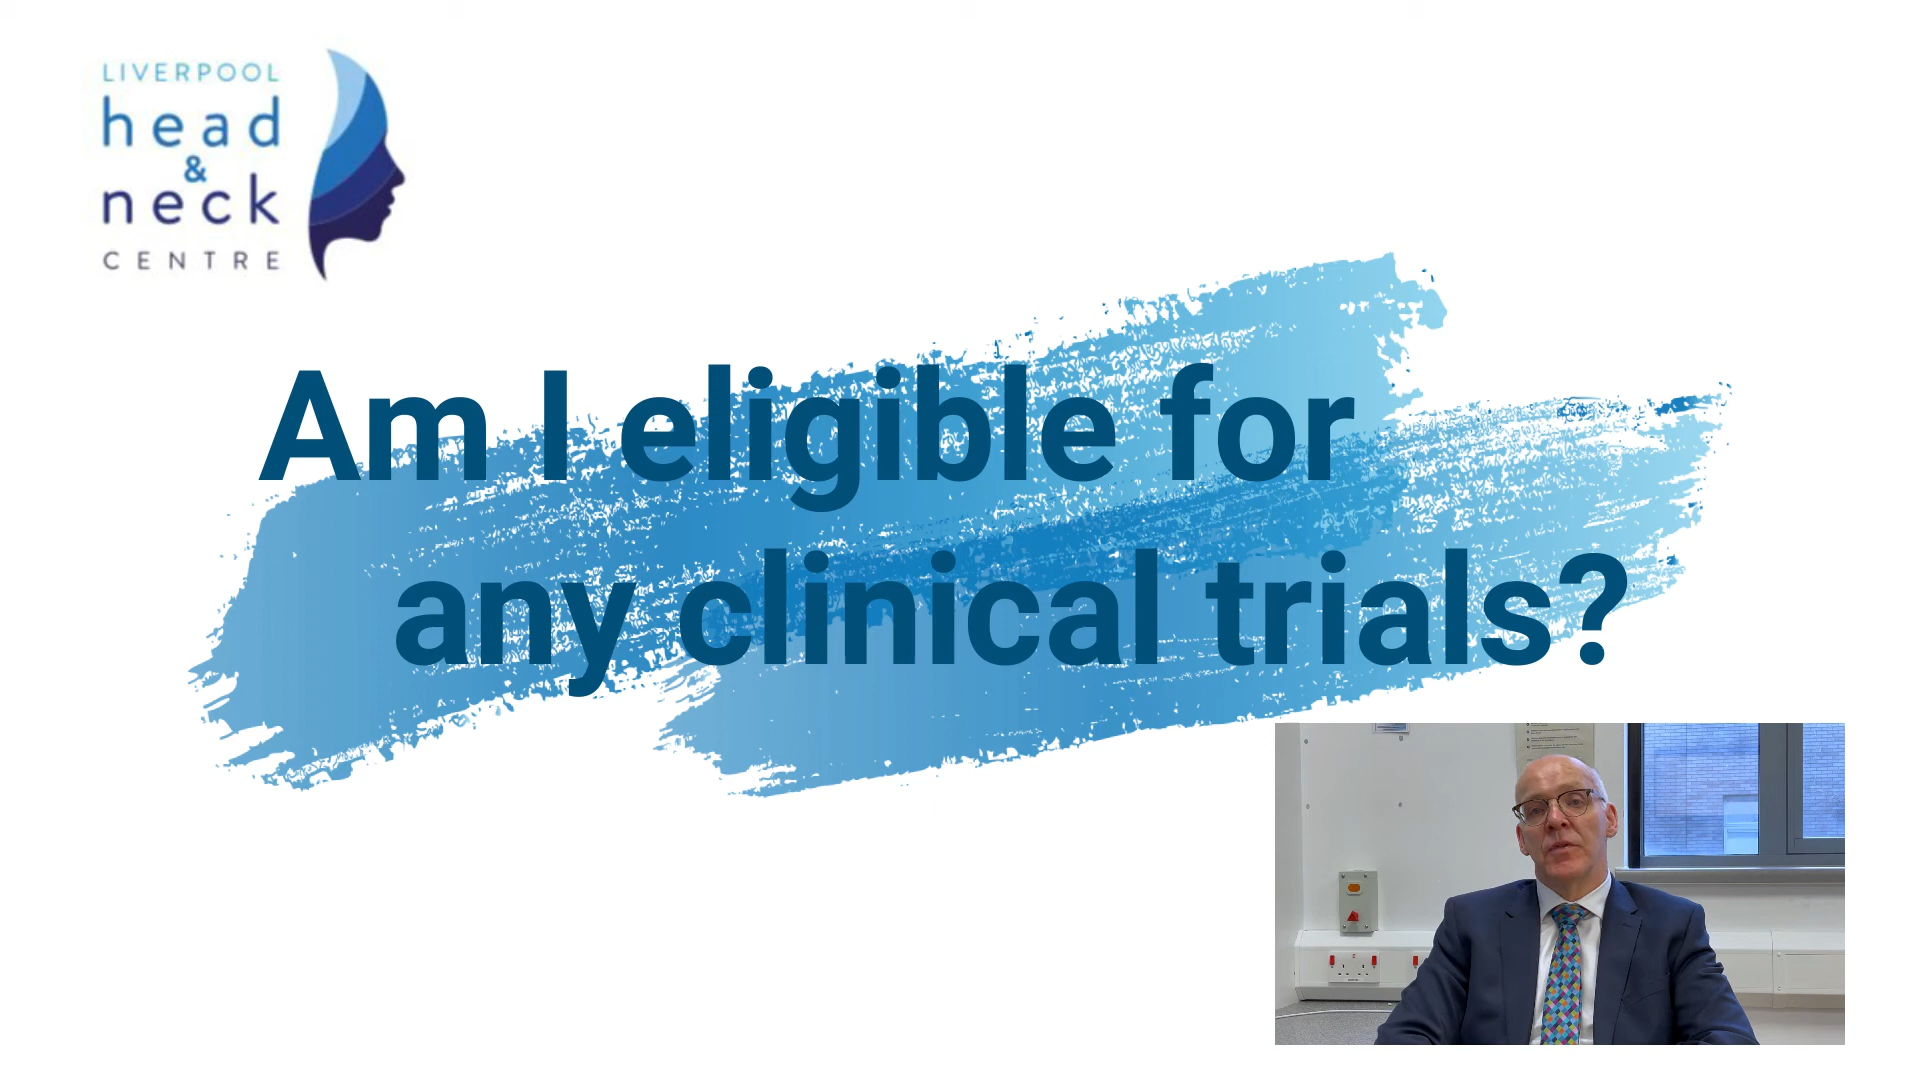 LIVERPOOL
head
&
neck
CENTRE
Am I eligible for
any clinical trials?